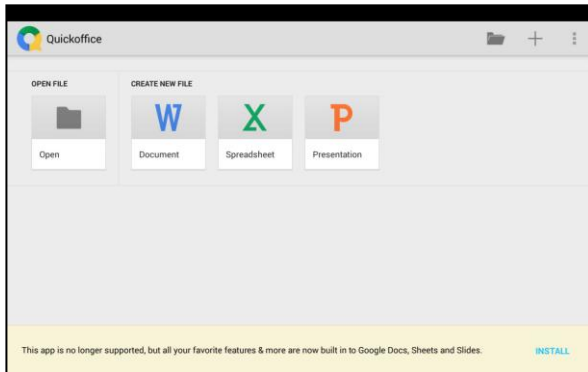 Quickoffice
OPEN FILE
CREATE NEW FILE
W
X
P
Open
Document
Spreadsheet
Presentation
This app is no longer supported, but all your favorite features & more are now built in to Google Docs, Sheets and Slides.
INSTALL